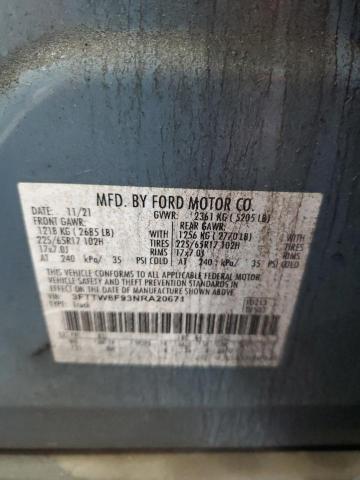 MFD. BY FORD MOTOR CO.
DATE: 11/21 GVWR: 2361 KG ( 5205 LB)
FRONT GAWR: REAR GAWR:
1218 KG ( 2685 LB) 1256 KG ( 2770 LB)
225/65R17 102H TIRES 225/65R17 102H
17x7.0J RIMS 17x7.0J
AT 240 kPa/ 35 PSI COLD AT 240 kPa/ 35 PSI COLD
THIS VEHICLE CONFORMS TO ALL APPLICABLE FEDERAL MOTOR
VEHICLE SAFETY AND THEFT PREVENTION STANDARDS IN
EFFECT ON THE DATE OF MANUFACTURE SHOWN ABOVE.
VIN: 3FTTW8F93NRA20671
TYPE: Truck